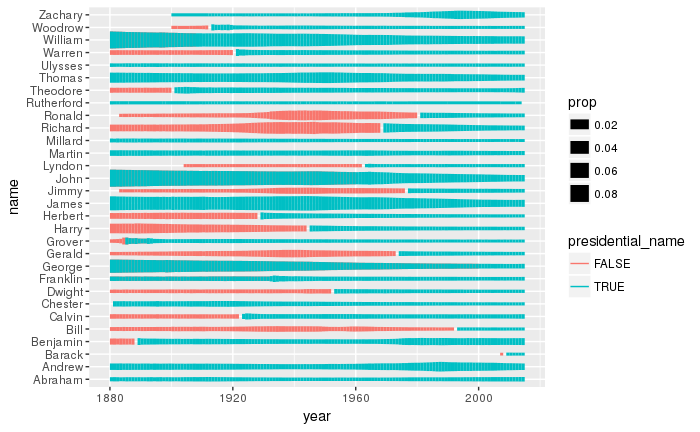 name
Zachary
Woodrow
William
Warren
Ulysses
Thomas
Theodore
Rutherford
Ronald
Richard
Millard
Martin
Lyndon
John
Jimmy
James
Herbert
Harry
Grover
Gerald
George
Franklin
Dwight
Chester
Calvin
Bill
Benjamin
Barack
Andrew
Abraham
1880 1920 1960 2000
year
prop
0.02
0.04
0.06
0.08
presidential_name
FALSE
TRUE